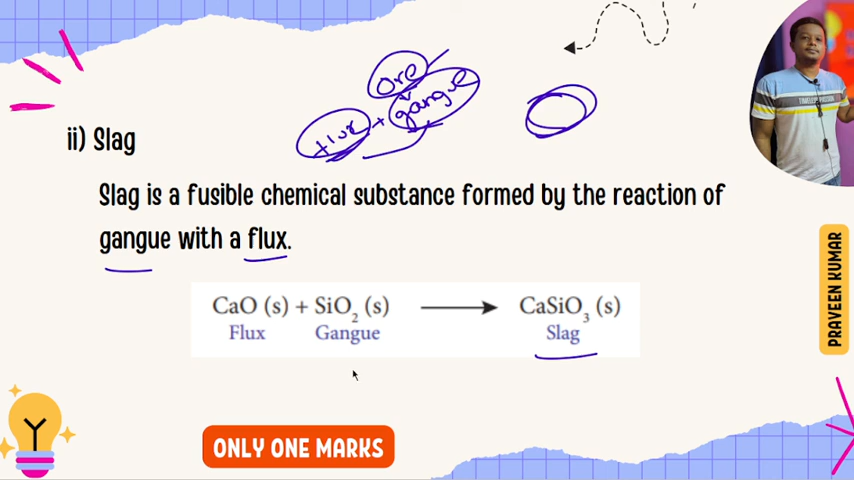 ore
flux + gangue
ii) Slag
Slag is a fusible chemical substance formed by the reaction of
gangue with a flux.
CaO (s) + SiO₂ (s) ⟶ CaSiO₃ (s)
Flux Gangue Slag
ONLY ONE MARKS
PRAVEEN KUMAR